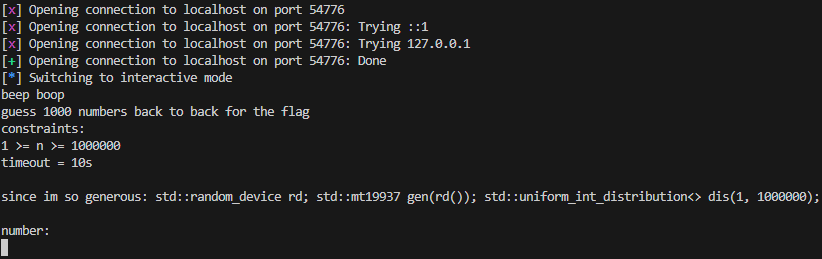 [x] Opening connection to localhost on port 54776
[x] Opening connection to localhost on port 54776: Trying ::1
[x] Opening connection to localhost on port 54776: Trying 127.0.0.1
[+] Opening connection to localhost on port 54776: Done
[*] Switching to interactive mode
beep boop
guess 1000 numbers back to back for the flag
constraints:
1 >= n >= 1000000
timeout = 10s
since im so generous: std::random_device rd; std::mt19937 gen(rd()); std::uniform_int_distribution<> dis(1, 1000000);
number: